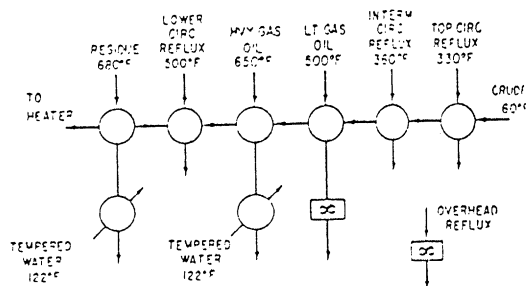 RESIDUE
680°F
LOWER
CIRC
REFLUX
500°F
HVY GAS
OIL
650°F
LT GAS
OIL
500°F
INTERM
CIRC
REFLUX
360°F
TOP CIRC
REFLUX
330°F
TO
HEATER
CRUDE
60°F
TEMPERED
WATER
122°F
TEMPERED
WATER
122°F
OVERHEAD
REFLUX